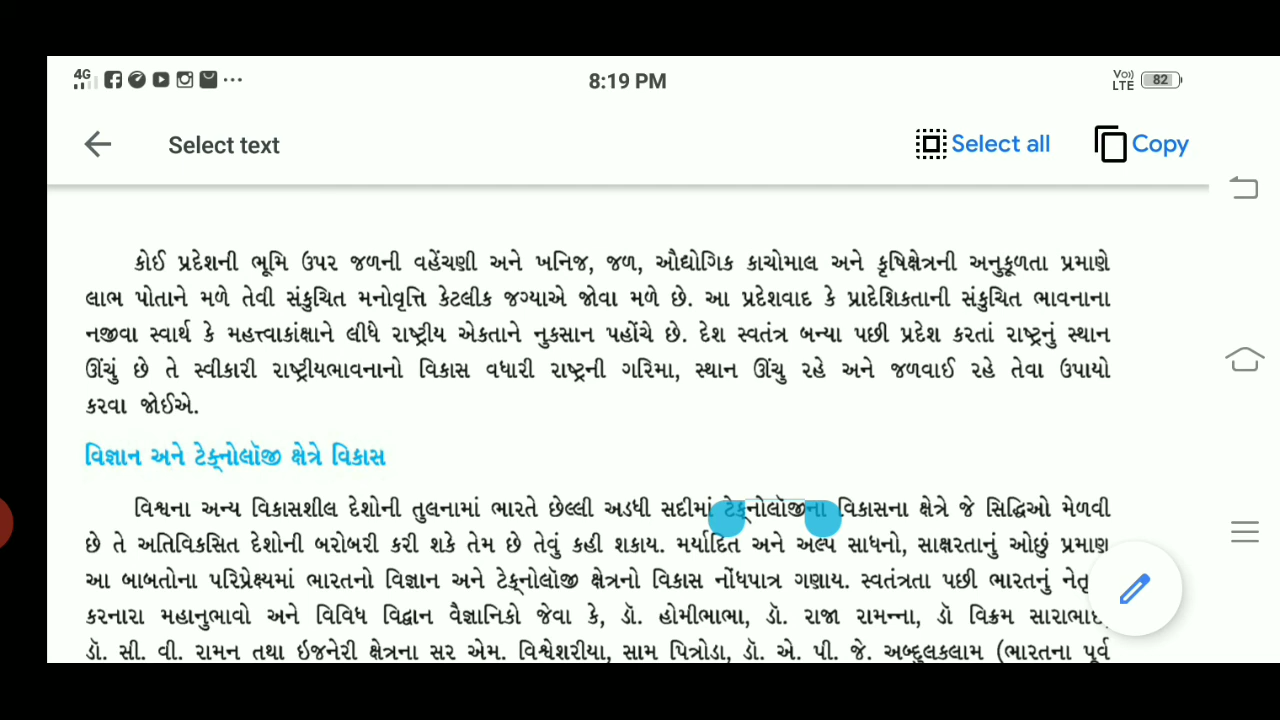 4G 8:19 PM Vo)) LTE 82
Select text Select all Copy
કોઈ પ્રદેશની ભૂમિ ઉપર જળની વહેંચણી અને ખનિજ, જળ, ઔદ્યોગિક કાચોમાલ અને કૃષિક્ષેત્રની અનુકૂળતા પ્રમાણે
લાભ પોતાને મળે તેવી સંકુચિત મનોવૃત્તિ કેટલીક જગ્યાએ જોવા મળે છે. આ પ્રદેશવાદ કે પ્રાદેશિકતાની સંકુચિત ભાવનાના
નજીવા સ્વાર્થ કે મહત્ત્વાકાંક્ષાને લીધે રાષ્ટ્રીય એકતાને નુકસાન પહોંચે છે. દેશ સ્વતંત્ર બન્યા પછી પ્રદેશ કરતાં રાષ્ટ્રનું સ્થાન
ઊંચું છે તે સ્વીકારી રાષ્ટ્રીયભાવનાનો વિકાસ વધારી રાષ્ટ્રની ગરિમા, સ્થાન ઊંચુ રહે અને જળવાઈ રહે તેવા ઉપાયો
કરવા જોઈએ.
વિજ્ઞાન અને ટેક્નોલૉજી ક્ષેત્રે વિકાસ
વિશ્વના અન્ય વિકાસશીલ દેશોની તુલનામાં ભારતે છેલ્લી અડધી સદીમાં ટેક્નોલૉજીના વિકાસના ક્ષેત્રે જે સિદ્ધિઓ મેળવી
છે તે અતિવિકસિત દેશોની બરોબરી કરી શકે તેમ છે તેવું કહી શકાય. મર્યાદિત અને અલ્પ સાધનો, સાક્ષરતાનું ઓછું પ્રમાણ
આ બાબતોના પરિપ્રેક્ષ્યમાં ભારતનો વિજ્ઞાન અને ટેક્નોલૉજી ક્ષેત્રનો વિકાસ નોંધપાત્ર ગણાય. સ્વતંત્રતા પછી ભારતનું
કરનારા મહાનુભાવો અને વિવિધ વિદ્વાન વૈજ્ઞાનિકો જેવા કે, ડૉ. હોમીભાભા, ડૉ. રાજા રામન્ના, ડૉ વિક્રમ
ડૉ. સી. વી. રામન તથા ઇજનેરી ક્ષેત્રના સર એમ. વિશ્વેશરીયા, સામ પિત્રોડા, ડૉ. એ. પી. જે. અબ્દુલકલામ (ભારતના પૂર્વ